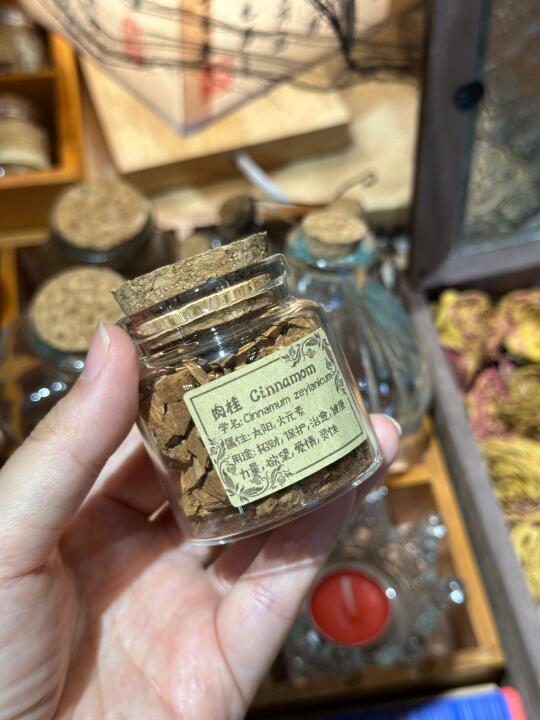 肉桂 Cinnamom
学名: Cinnamum zeylanicum
属性: 太阳, 火元素
用途: 招财, 保护, 治愈, 健康
力量, 欲望, 爱情, 灵性